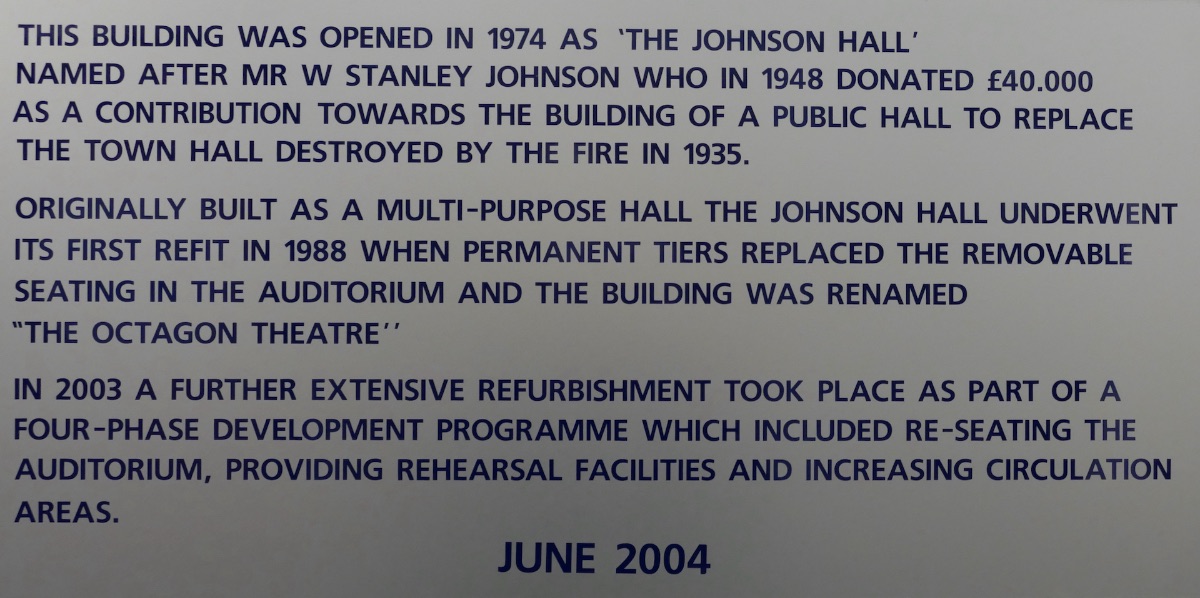 THIS BUILDING WAS OPENED IN 1974 AS ‘THE JOHNSON HALL’
NAMED AFTER MR W STANLEY JOHNSON WHO IN 1948 DONATED £40.000
AS A CONTRIBUTION TOWARDS THE BUILDING OF A PUBLIC HALL TO REPLACE
THE TOWN HALL DESTROYED BY THE FIRE IN 1935.
ORIGINALLY BUILT AS A MULTI-PURPOSE HALL THE JOHNSON HALL UNDERWENT
ITS FIRST REFIT IN 1988 WHEN PERMANENT TIERS REPLACED THE REMOVABLE
SEATING IN THE AUDITORIUM AND THE BUILDING WAS RENAMED
“THE OCTAGON THEATRE’’
IN 2003 A FURTHER EXTENSIVE REFURBISHMENT TOOK PLACE AS PART OF A
FOUR-PHASE DEVELOPMENT PROGRAMME WHICH INCLUDED RE-SEATING THE
AUDITORIUM, PROVIDING REHEARSAL FACILITIES AND INCREASING CIRCULATION
AREAS.
JUNE 2004